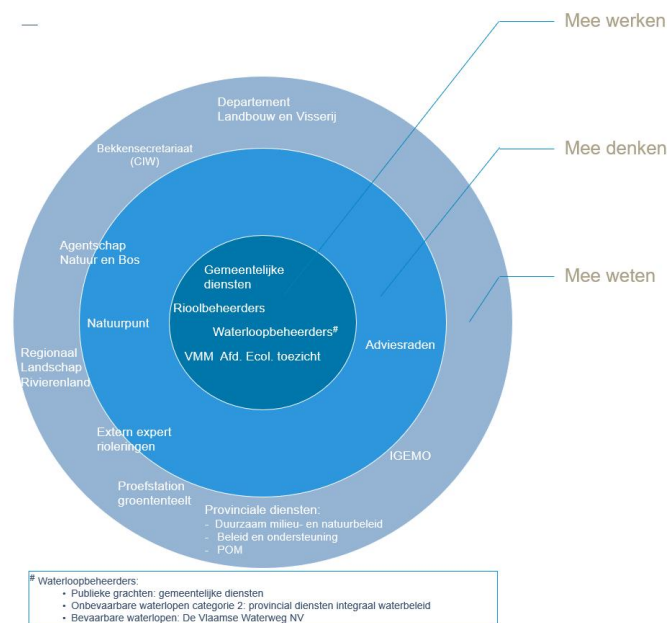 Mee werken
Mee denken
Mee weten
Departement
Landbouw en Visserij
Bekkensecretariaat
(CIW)
Agentschap
Natuur en Bos
Gemeentelijke
diensten
Rioolbeheerders
Natuurpunt
Waterloopbeheerders#
Adviesraden
VMM Afd. Ecol. toezicht
Regionaal
Landschap
Rivierenland
Extern expert
rioleringen
IGEMO
Proefstation
groententeelt
Provinciale diensten:
- Duurzaam milieu- en natuurbeleid
- Beleid en ondersteuning
- POM
# Waterloopbeheerders:
• Publieke grachten: gemeentelijke diensten
• Onbevaarbare waterlopen categorie 2: provincial diensten integraal waterbeleid
• Bevaarbare waterlopen: De Vlaamse Waterweg NV